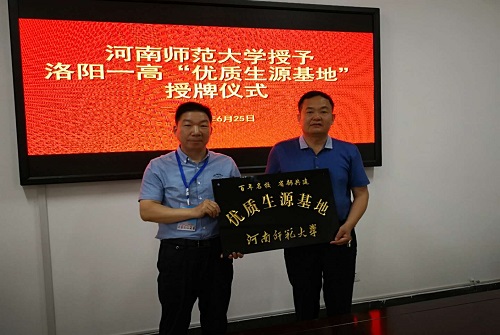 河南师范大学授予
洛阳一高“优质生源基地”
授牌仪式
年6月25日
百年名校 省部共建
优质生源基地
河南师范大学